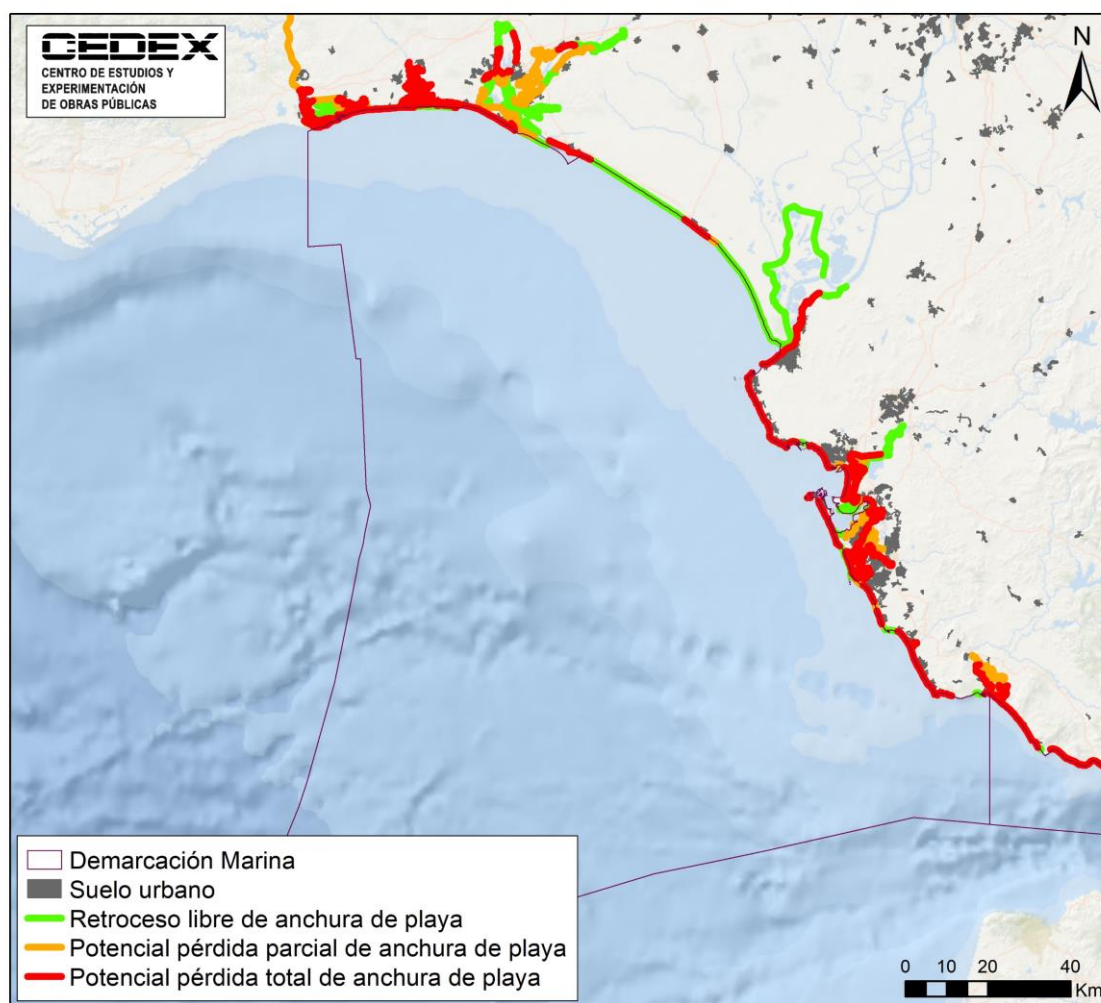 CEDEX
CENTRO DE ESTUDIOS Y
EXPERIMENTACIÓN
DE OBRAS PÚBLICAS
N
Demarcación Marina
Suelo urbano
Retroceso libre de anchura de playa
Potencial pérdida parcial de anchura de playa
Potencial pérdida total de anchura de playa
0 10 20 40
Km